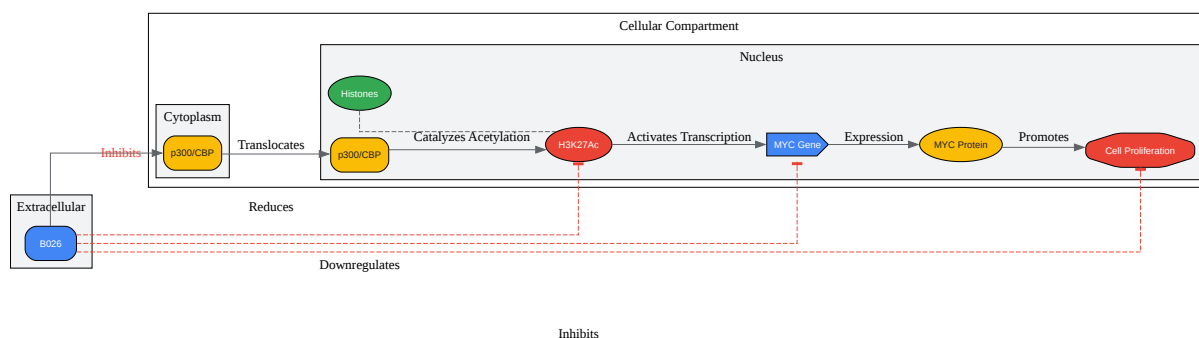 Cellular Compartment
Nucleus
Histones
Cytoplasm
p300/CBP
Inhibits
Translocates
p300/CBP
Catalyzes Acetylation
H3K27Ac
Activates Transcription
MYC Gene
Expression
MYC Protein
Promotes
Cell Proliferation
Extracellular
B026
Reduces
Downregulates
Inhibits